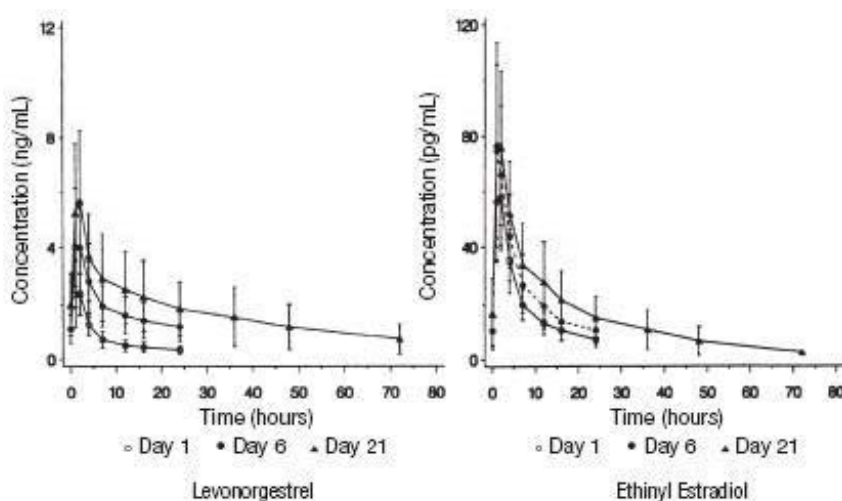 12
8
4
0
Concentration (ng/mL)
0 10 20 30 40 50 60 70 80
Time (hours)
Day 1 Day 6 Day 21
Levonorgestrel
120
80
40
0
Concentration (pg/mL)
0 10 20 30 40 50 60 70 80
Time (hours)
Day 1 Day 6 Day 21
Ethinyl Estradiol